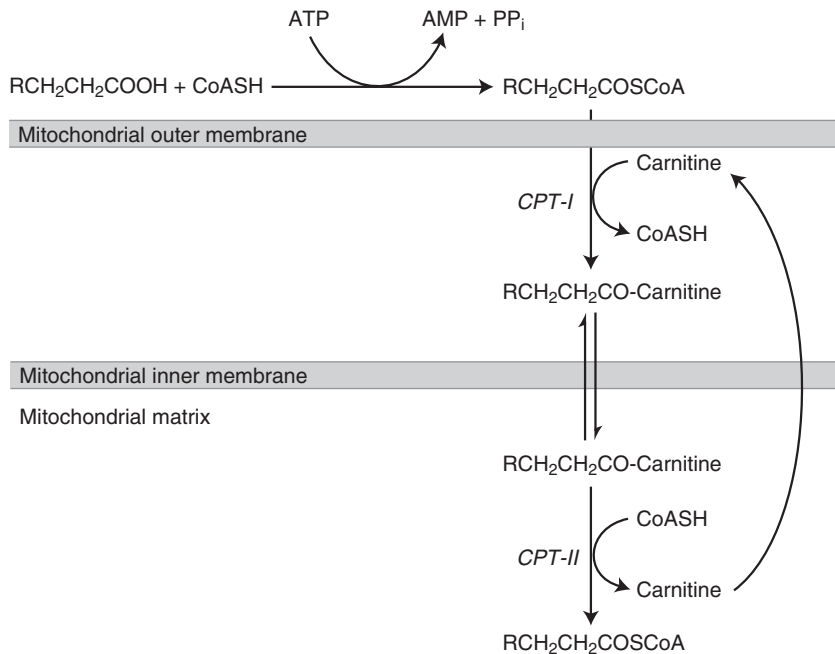 ATP AMP + PPi
RCH2CH2COOH + CoASH RCH2CH2COSCoA
Mitochondrial outer membrane
Carnitine
CPT-I
CoASH
RCH2CH2CO-Carnitine
Mitochondrial inner membrane
Mitochondrial matrix
RCH2CH2CO-Carnitine
CoASH
CPT-II
Carnitine
RCH2CH2COSCoA